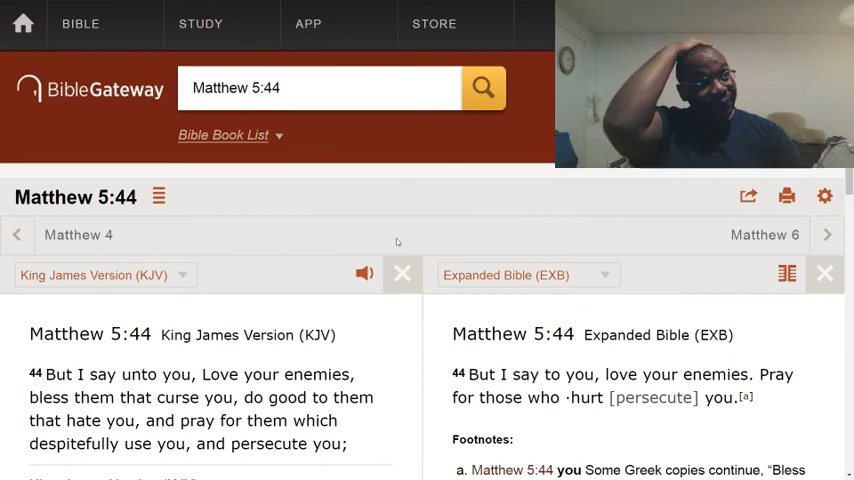 BIBLE STUDY APP STORE
BibleGateway
Matthew 5:44
Bible Book List
Matthew 5:44
Matthew 4 Matthew 6
King James Version (KJV)
Expanded Bible (EXB)
Matthew 5:44 King James Version (KJV)
44 But I say unto you, Love your enemies,
bless them that curse you, do good to them
that hate you, and pray for them which
despitefully use you, and persecute you;
Matthew 5:44 Expanded Bible (EXB)
44 But I say to you, love your enemies. Pray
for those who ·hurt [persecute] you.[a]
Footnotes:
a. Matthew 5:44 you Some Greek copies continue, “Bless